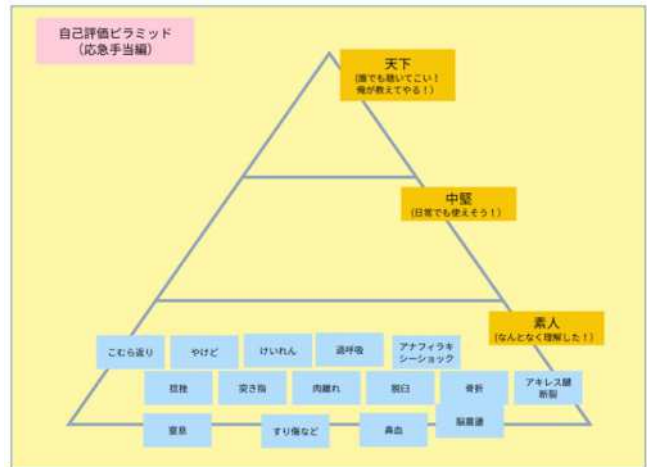 自己評価ピラミッド
(応急手当編)
天下
(誰でも聴いてこい!
俺が教えてやる!)
中堅
(日常でも使えそう!)
素人
(なんとなく理解した!)
こむら返り
やけど
けいれん
過呼吸
アナフィラキ
シーショック
捻挫
突き指
肉離れ
脱臼
骨折
アキレス腱
断裂
窒息
すり傷など
鼻血
脳震盪